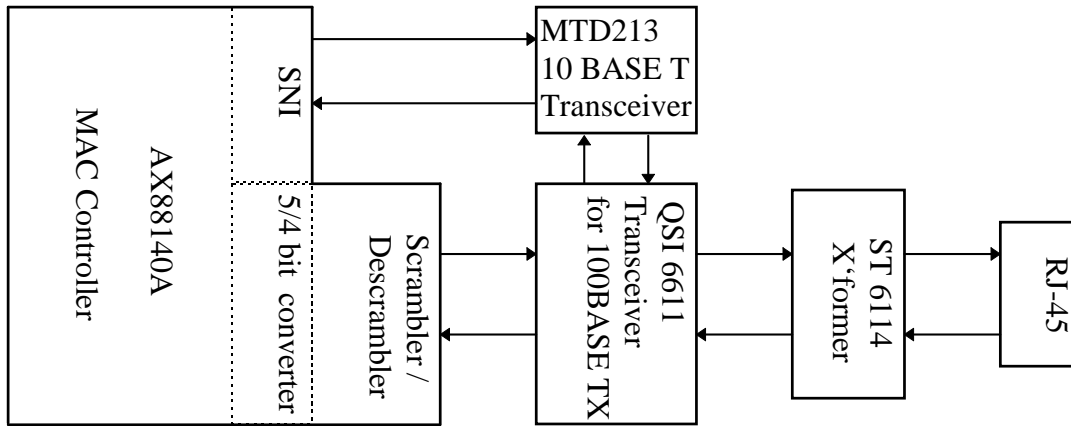 AX88140A
MAC Controller
SNI
5/4 bit converter
Scrambler /
Descrambler
MTD213
10 BASE T
Transceiver
QSI 6611
Transceiver
for 100BASE TX
ST 6114
X‘former
RJ-45